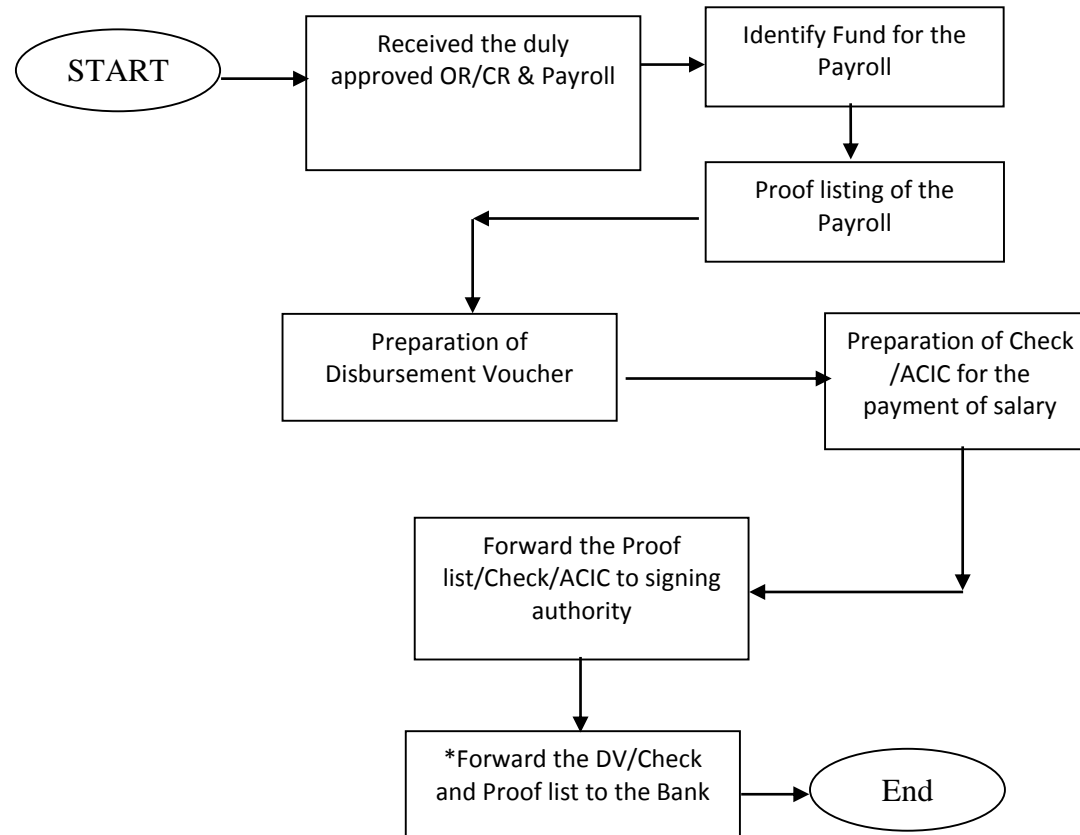 START
Received the duly
approved OR/CR & Payroll
Identify Fund for the
Payroll
Proof listing of the
Payroll
Preparation of
Disbursement Voucher
Preparation of Check
/ACIC for the
payment of salary
Forward the Proof
list/Check/ACIC to signing
authority
*Forward the DV/Check
and Proof list to the Bank
End